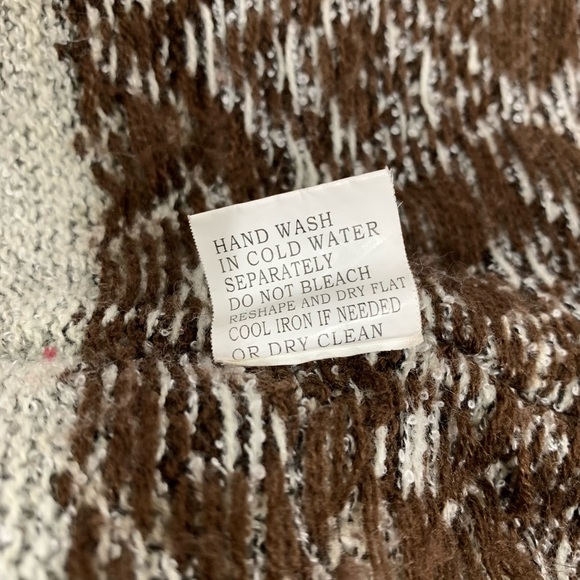 HAND WASH
IN COLD WATER
SEPARATELY
DO NOT BLEACH
RESHAPE AND DRY FLAT
COOL IRON IF NEEDED
OR DRY CLEAN